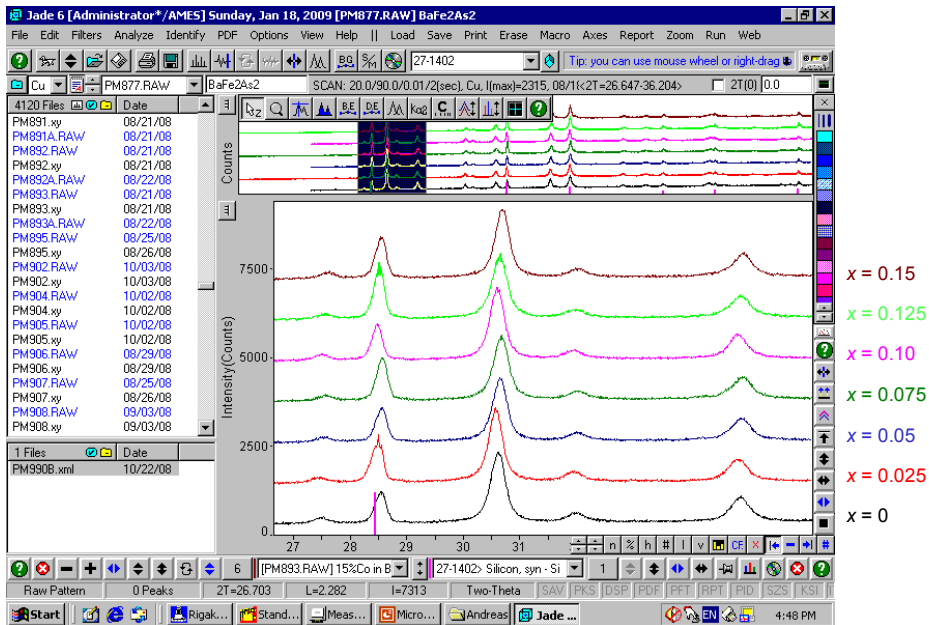 Jade 6 [Administrator*/AMES] Sunday, Jan 18, 2009 [PM877.RAW] BaFe2As2
File Edit Filters Analyze Identify PDF Options View Help || Load Save Print Erase Macro Axes Report Zoom Run Web
BG S/M 27-1402 Tip: you can use mouse wheel or right-drag
Cu PM877.RAW BaFe2As2 SCAN: 20.0/90.0/0.01/2(sec), Cu, I(max)=2315, 08/1(<2T=26.647-36.204> 2T(0) 0.0
4120 Files Date
PM891.xy 08/21/08
PM891A.RAW 08/21/08
PM892.RAW 08/21/08
PM892.xy 08/21/08
PM892A.RAW 08/22/08
PM893.RAW 08/21/08
PM893.xy 08/21/08
PM893A.RAW 08/22/08
PM895.RAW 08/25/08
PM895.xy 08/26/08
PM902.RAW 10/03/08
PM902.xy 10/03/08
PM904.RAW 10/02/08
PM904.xy 10/02/08
PM905.RAW 10/02/08
PM905.xy 10/02/08
PM906.RAW 08/29/08
PM906.xy 08/29/08
PM907.RAW 08/25/08
PM907.xy 08/26/08
PM908.RAW 09/03/08
PM908.xy 09/03/08
1 Files Date
PM990B.xml 10/22/08
B.E D.E Kα2 C
Counts
Intensity(Counts)
7500
5000
2500
0
27 28 29 30 31
n % h # l v CF × #
x = 0.15
x = 0.125
x = 0.10
x = 0.075
x = 0.05
x = 0.025
x = 0
6 [PM893.RAW] 15%Co in B 27-1402> Silicon, syn - Si 1
Raw Pattern 0 Peaks 2T=26.703 L=2.282 I=7313 Two-Theta SAV PKS DSP PDF PFT RPT PID SZS KSI
Start Rigak... Stand... Meas... Micro... Andreas Jade ... EN 4:48 PM